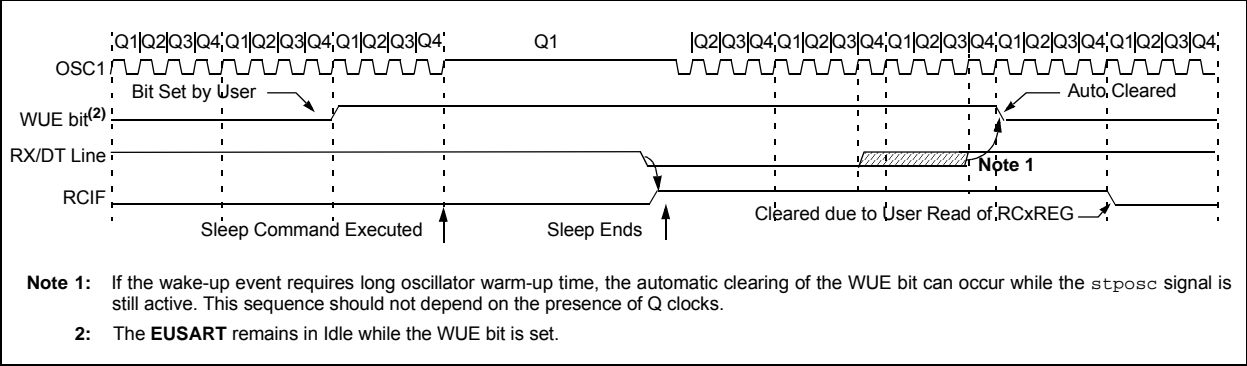 Q1 Q2 Q3 Q4 Q1 Q2 Q3 Q4 Q1 Q2 Q3 Q4 Q1 Q2 Q3 Q4 Q1 Q2 Q3 Q4 Q1 Q2 Q3 Q4 Q1 Q2 Q3 Q4 Q1 Q2 Q3 Q4
OSC1
Bit Set by User
Auto Cleared
WUE bit(2)
RX/DT Line
Note 1
RCIF
Cleared due to User Read of RCxREG
Sleep Command Executed
Sleep Ends
Note 1: If the wake-up event requires long oscillator warm-up time, the automatic clearing of the WUE bit can occur while the stposc signal is
still active. This sequence should not depend on the presence of Q clocks.
2: The EUSART remains in Idle while the WUE bit is set.